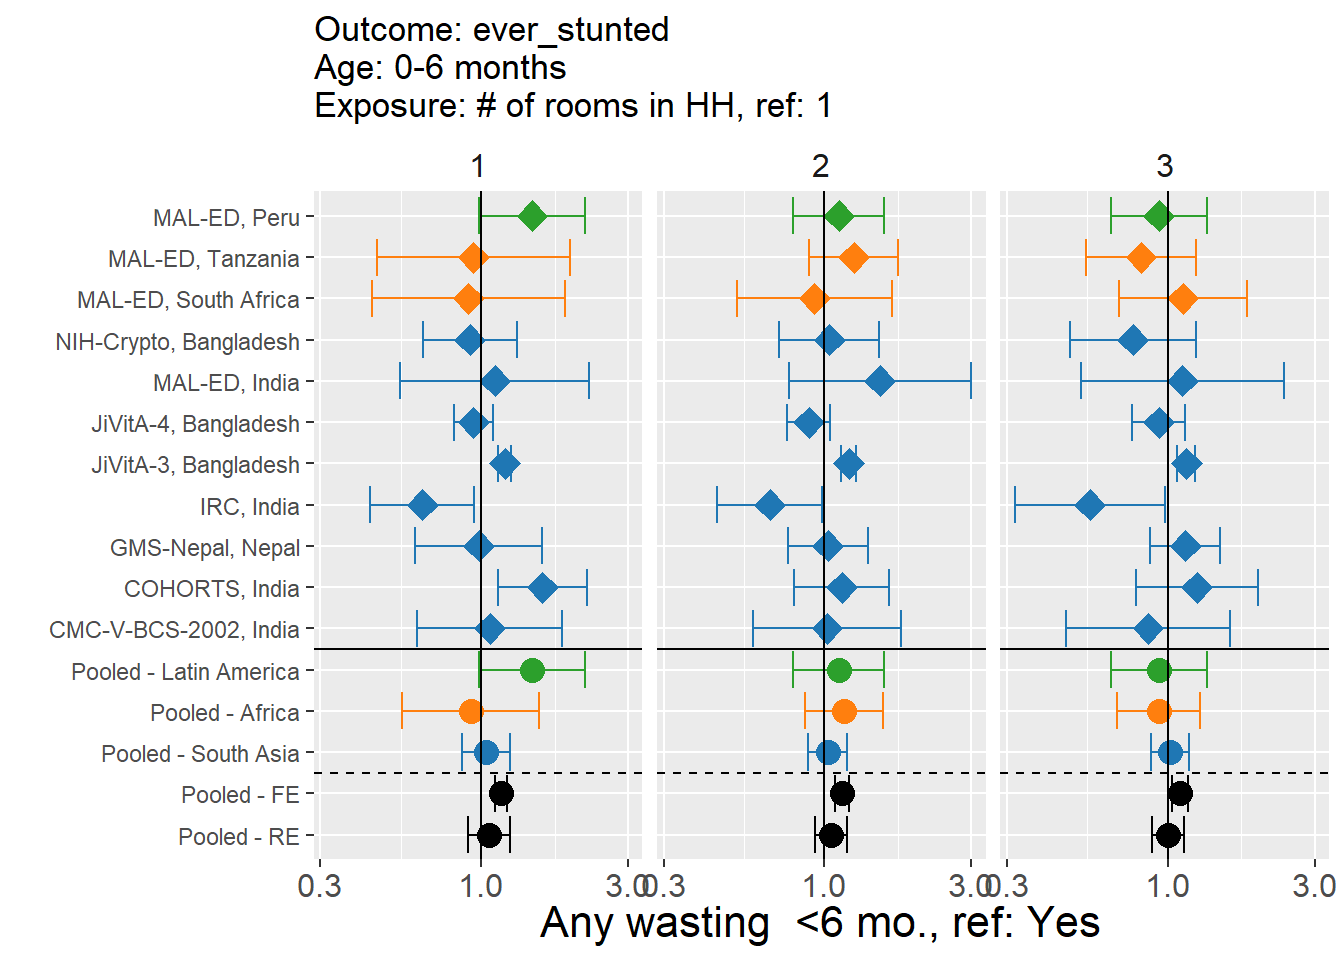 Outcome: ever_stunted
Age: 0-6 months
Exposure: # of rooms in HH, ref: 1
1 2 3
MAL-ED, Peru
MAL-ED, Tanzania
MAL-ED, South Africa
NIH-Crypto, Bangladesh
MAL-ED, India
JiVitA-4, Bangladesh
JiVitA-3, Bangladesh
IRC, India
GMS-Nepal, Nepal
COHORTS, India
CMC-V-BCS-2002, India
Pooled - Latin America
Pooled - Africa
Pooled - South Asia
Pooled - FE
Pooled - RE
0.3 1.0 3.0 0.3 1.0 3.0 0.3 1.0 3.0
Any wasting  <6 mo., ref: Yes